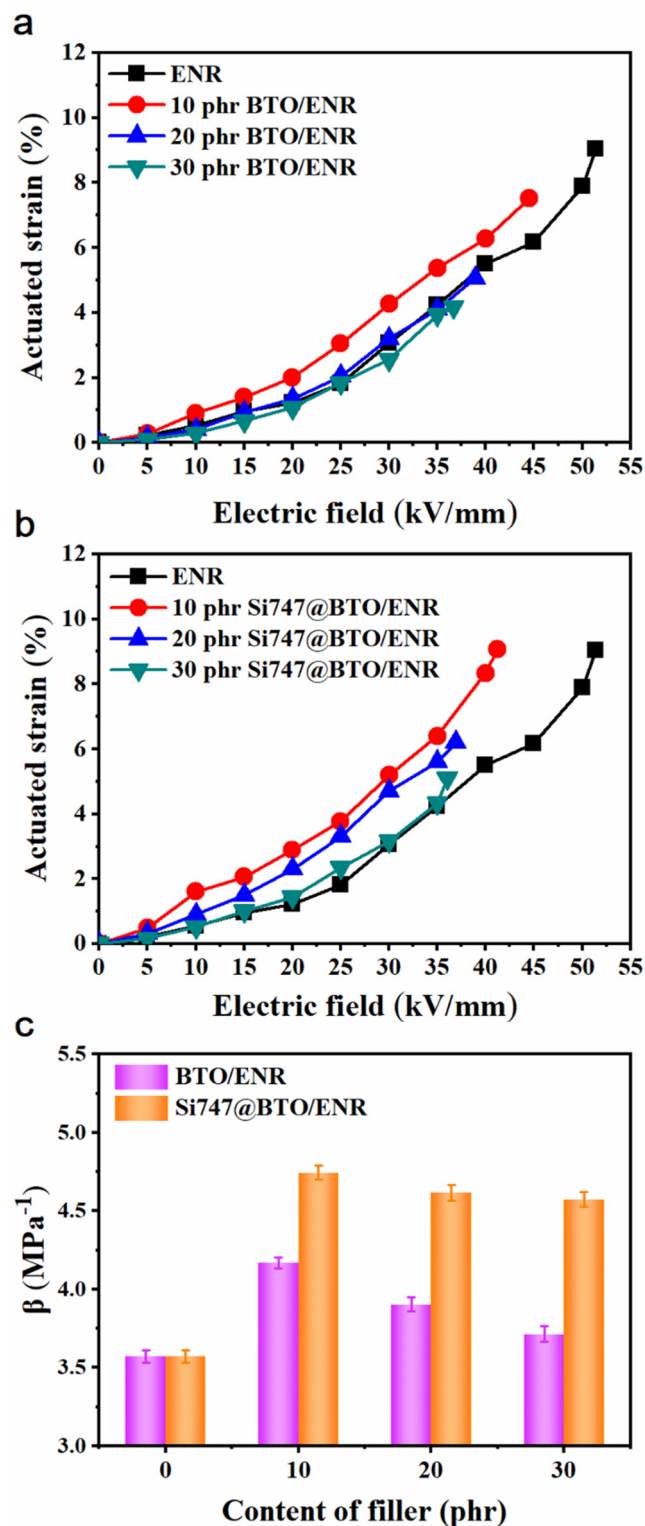 a
12
10
8
6
4
2
0
Actuated strain (%)
ENR
10 phr BTO/ENR
20 phr BTO/ENR
30 phr BTO/ENR
0 5 10 15 20 25 30 35 40 45 50 55
Electric field (kV/mm)
b
12
10
8
6
4
2
0
Actuated strain (%)
ENR
10 phr Si747@BTO/ENR
20 phr Si747@BTO/ENR
30 phr Si747@BTO/ENR
0 5 10 15 20 25 30 35 40 45 50 55
Electric field (kV/mm)
c
5.5
5.0
4.5
4.0
3.5
3.0
β (MPa⁻¹)
BTO/ENR
Si747@BTO/ENR
0 10 20 30
Content of filler (phr)